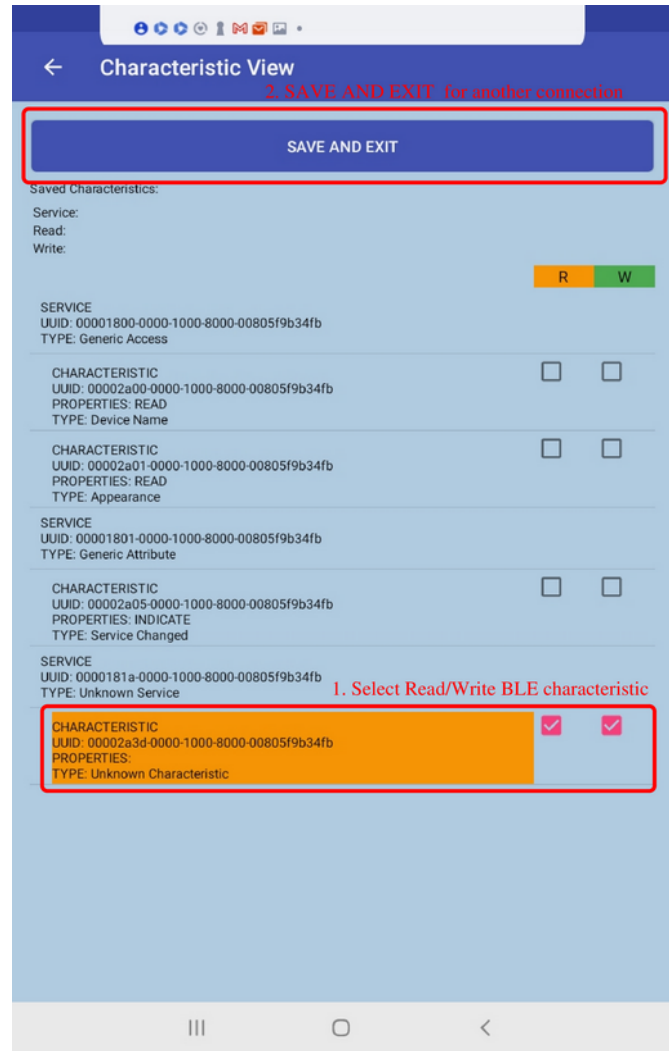 Characteristic View
2. SAVE AND EXIT for another connection
SAVE AND EXIT
Saved Characteristics:
Service:
Read:
Write:
R W
SERVICE
UUID: 00001800-0000-1000-8000-00805f9b34fb
TYPE: Generic Access
CHARACTERISTIC
UUID: 00002a00-0000-1000-8000-00805f9b34fb
PROPERTIES: READ
TYPE: Device Name
CHARACTERISTIC
UUID: 00002a01-0000-1000-8000-00805f9b34fb
PROPERTIES: READ
TYPE: Appearance
SERVICE
UUID: 00001801-0000-1000-8000-00805f9b34fb
TYPE: Generic Attribute
CHARACTERISTIC
UUID: 00002a05-0000-1000-8000-00805f9b34fb
PROPERTIES: INDICATE
TYPE: Service Changed
SERVICE
UUID: 0000181a-0000-1000-8000-00805f9b34fb
TYPE: Unknown Service
1. Select Read/Write BLE characteristic
CHARACTERISTIC
UUID: 00002a3d-0000-1000-8000-00805f9b34fb
PROPERTIES:
TYPE: Unknown Characteristic